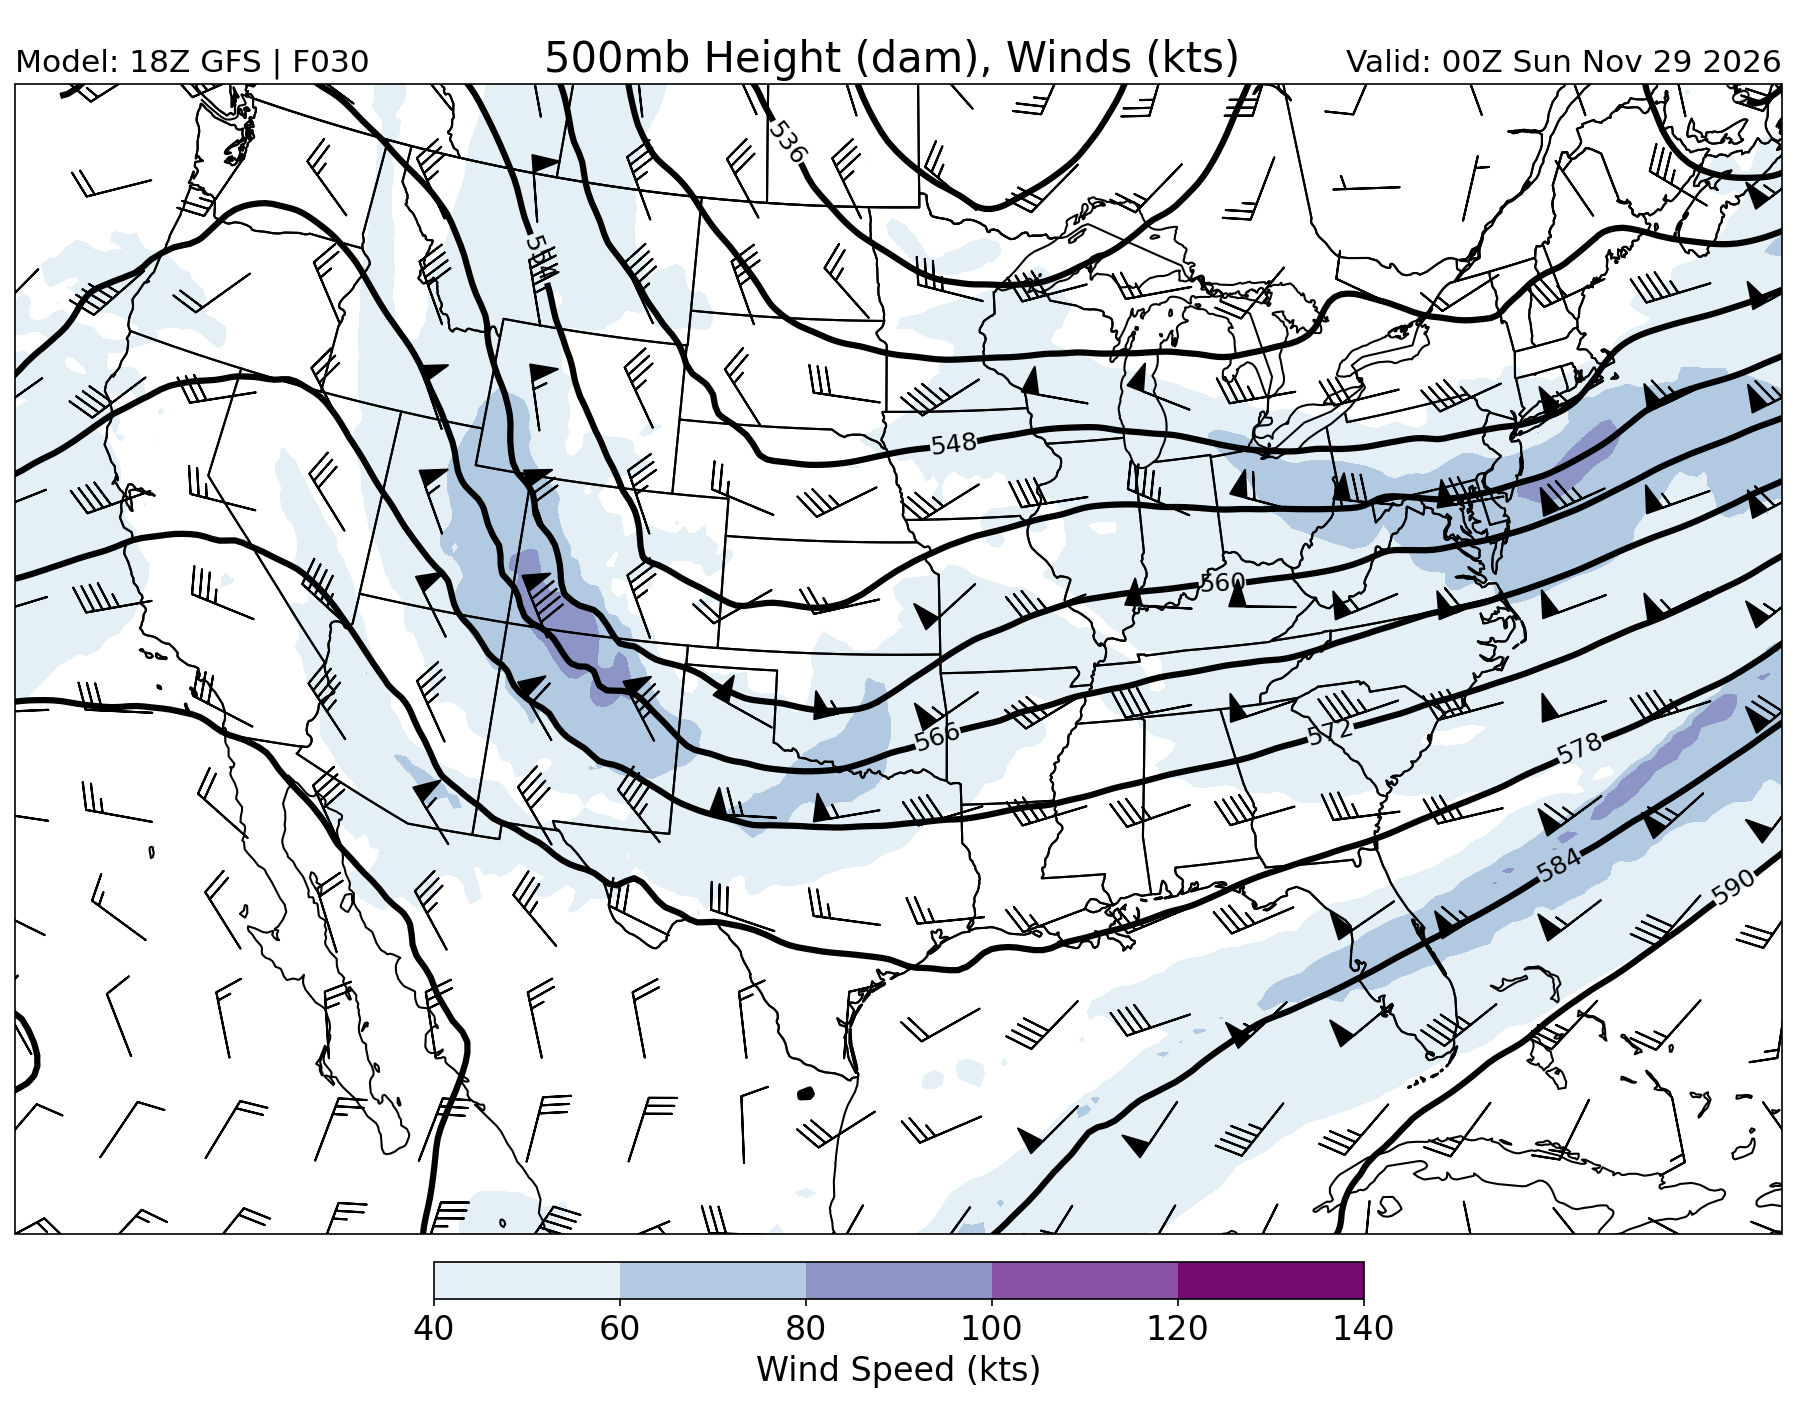 Model: 18Z GFS | F030
500mb Height (dam), Winds (kts)
Valid: 00Z Sun Nov 29 2026
536
554
548
560
566
572
578
584
590
40 60 80 100 120 140
Wind Speed (kts)